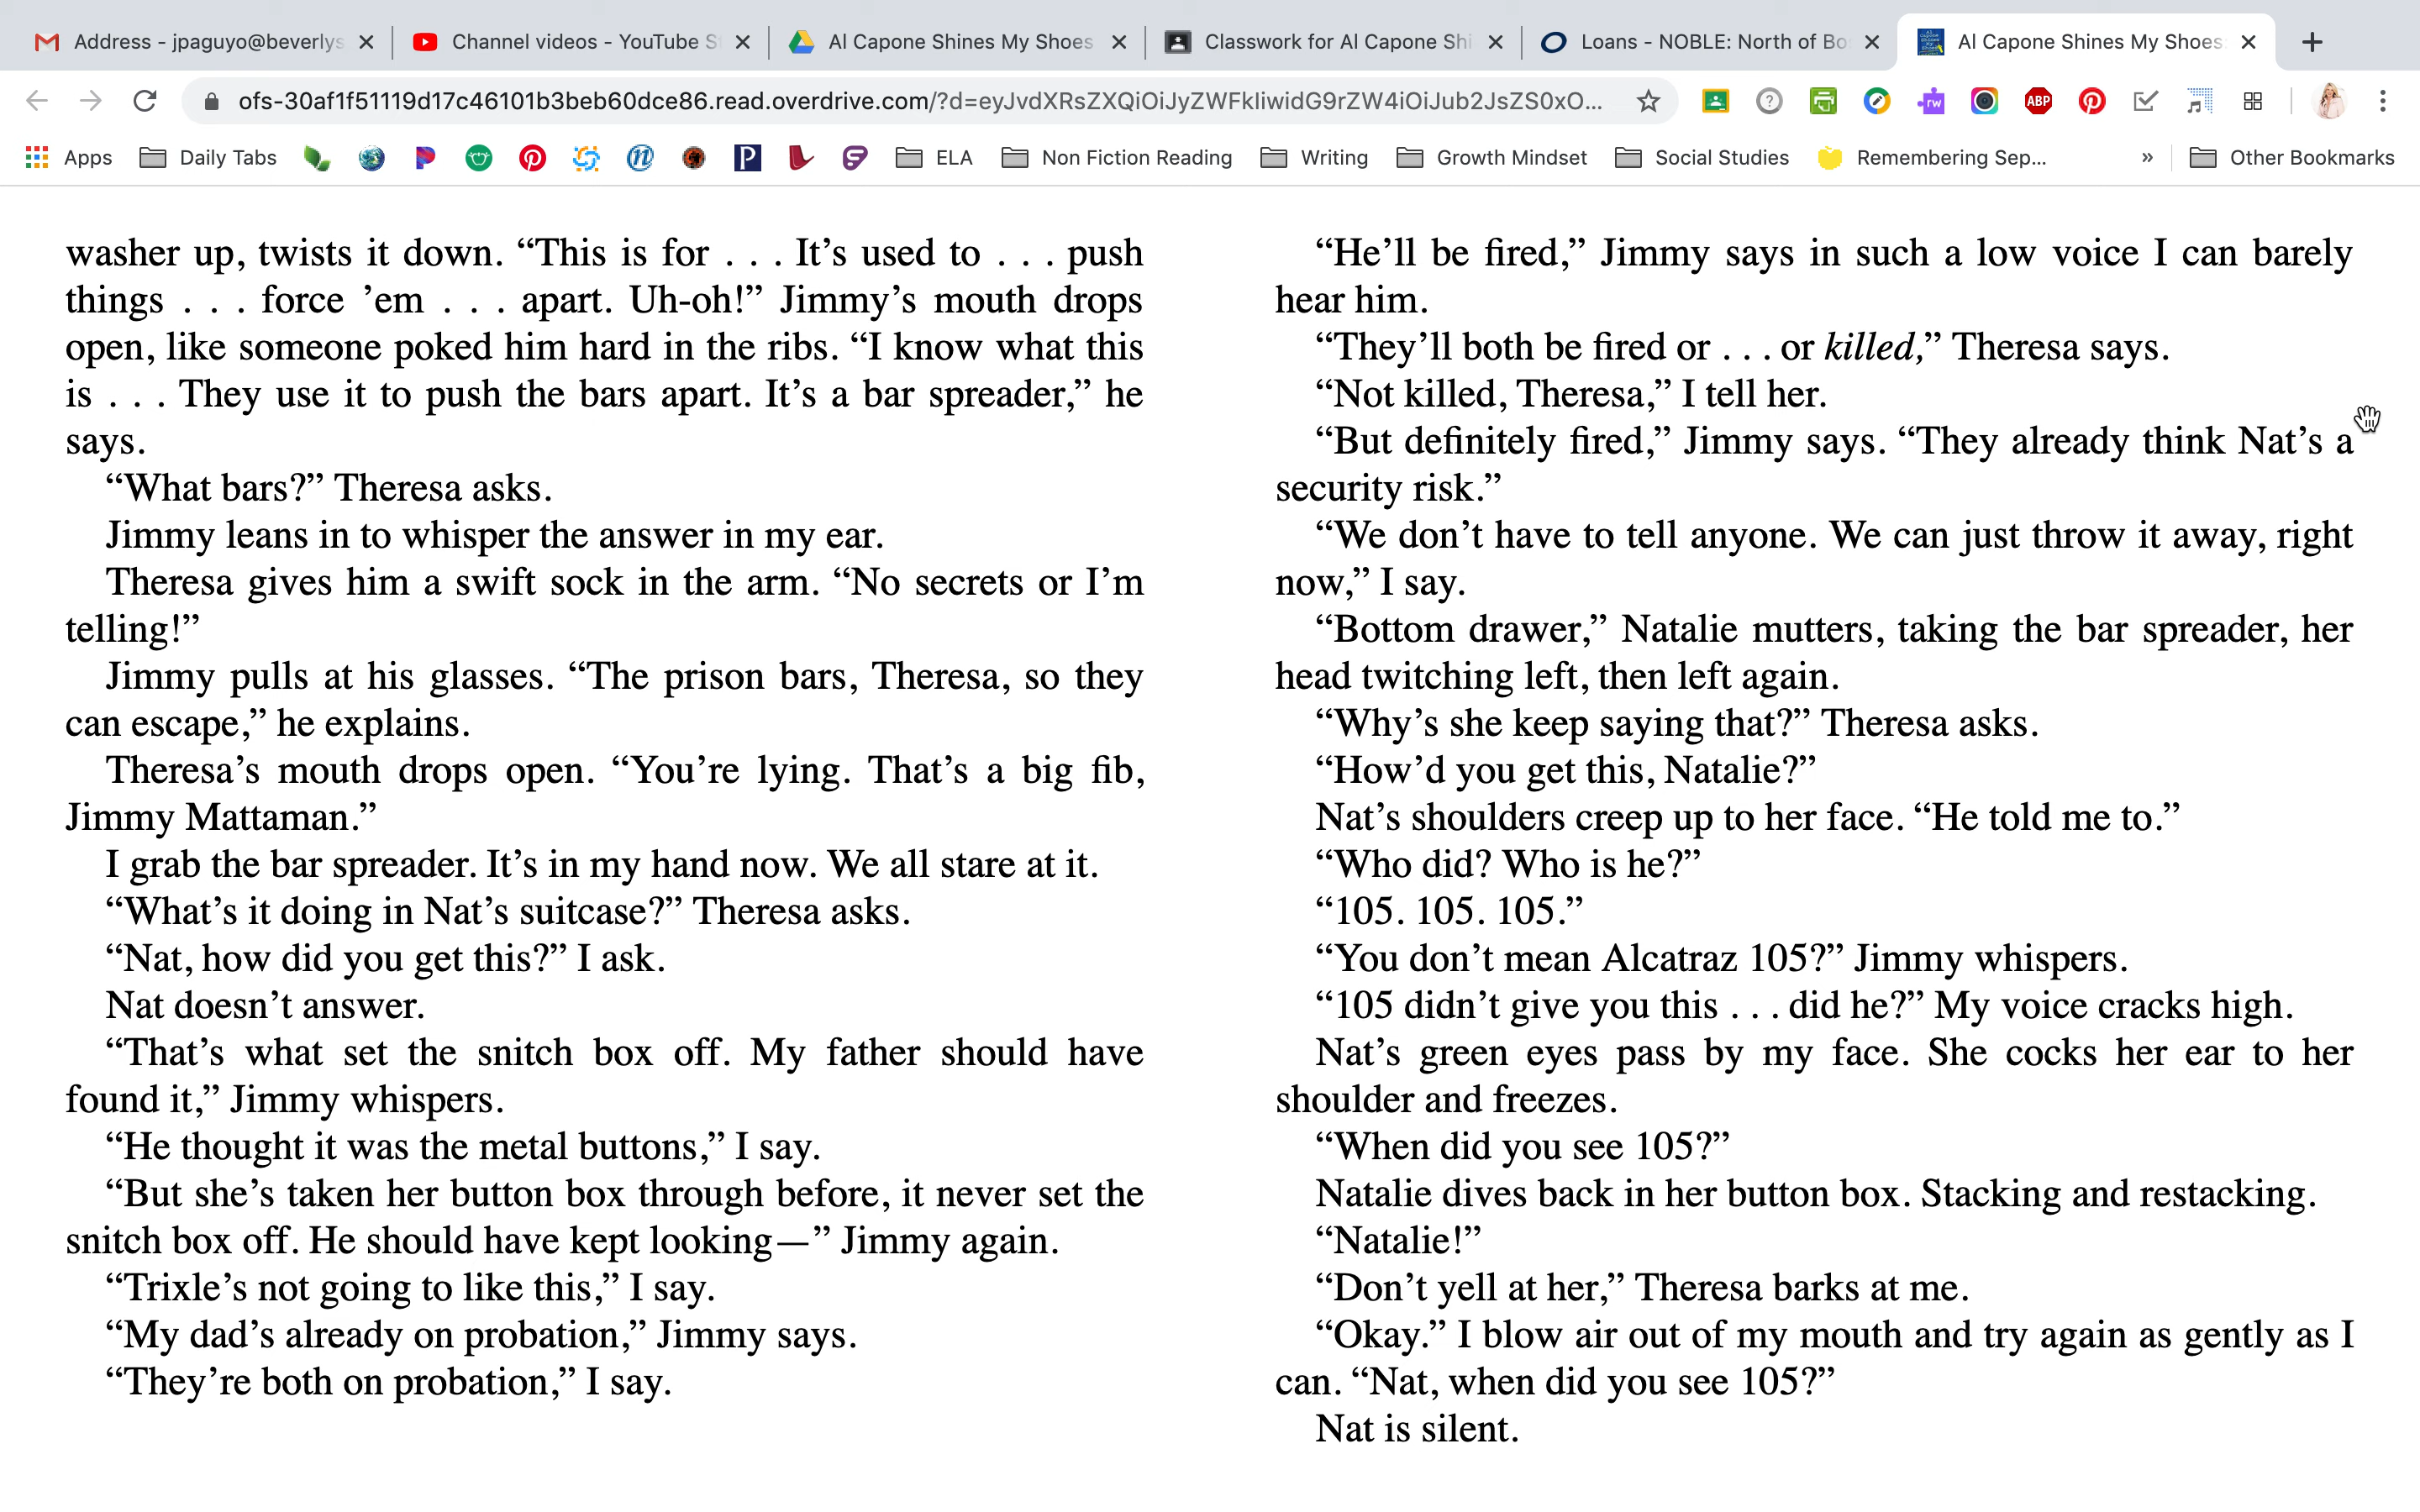 Address - jpaguyo@beverlys
Channel videos - YouTube S
Al Capone Shines My Shoes
Classwork for Al Capone Shi
Loans - NOBLE: North of Bo
Al Capone Shines My Shoes:
ofs-30af1f51119d17c46101b3beb60dce86.read.overdrive.com/?d=eyJvdXRsZXQiOiJyZWFkIiwidG9rZW4iOiJub2JsZS0xO...
Apps
Daily Tabs
ELA
Non Fiction Reading
Writing
Growth Mindset
Social Studies
Remembering Sep...
»
Other Bookmarks
washer up, twists it down. “This is for . . . It’s used to . . . push
things . . . force ’em . . . apart. Uh-oh!” Jimmy’s mouth drops
open, like someone poked him hard in the ribs. “I know what this
is . . . They use it to push the bars apart. It’s a bar spreader,” he
says.
“What bars?” Theresa asks.
Jimmy leans in to whisper the answer in my ear.
Theresa gives him a swift sock in the arm. “No secrets or I’m
telling!”
Jimmy pulls at his glasses. “The prison bars, Theresa, so they
can escape,” he explains.
Theresa’s mouth drops open. “You’re lying. That’s a big fib,
Jimmy Mattaman.”
I grab the bar spreader. It’s in my hand now. We all stare at it.
“What’s it doing in Nat’s suitcase?” Theresa asks.
“Nat, how did you get this?” I ask.
Nat doesn’t answer.
“That’s what set the snitch box off. My father should have
found it,” Jimmy whispers.
“He thought it was the metal buttons,” I say.
“But she’s taken her button box through before, it never set the
snitch box off. He should have kept looking—” Jimmy again.
“Trixle’s not going to like this,” I say.
“My dad’s already on probation,” Jimmy says.
“They’re both on probation,” I say.
“He’ll be fired,” Jimmy says in such a low voice I can barely
hear him.
“They’ll both be fired or . . . or killed,” Theresa says.
“Not killed, Theresa,” I tell her.
“But definitely fired,” Jimmy says. “They already think Nat’s a
security risk.”
“We don’t have to tell anyone. We can just throw it away, right
now,” I say.
“Bottom drawer,” Natalie mutters, taking the bar spreader, her
head twitching left, then left again.
“Why’s she keep saying that?” Theresa asks.
“How’d you get this, Natalie?”
Nat’s shoulders creep up to her face. “He told me to.”
“Who did? Who is he?”
“105. 105. 105.”
“You don’t mean Alcatraz 105?” Jimmy whispers.
“105 didn’t give you this . . . did he?” My voice cracks high.
Nat’s green eyes pass by my face. She cocks her ear to her
shoulder and freezes.
“When did you see 105?”
Natalie dives back in her button box. Stacking and restacking.
“Natalie!”
“Don’t yell at her,” Theresa barks at me.
“Okay.” I blow air out of my mouth and try again as gently as I
can. “Nat, when did you see 105?”
Nat is silent.